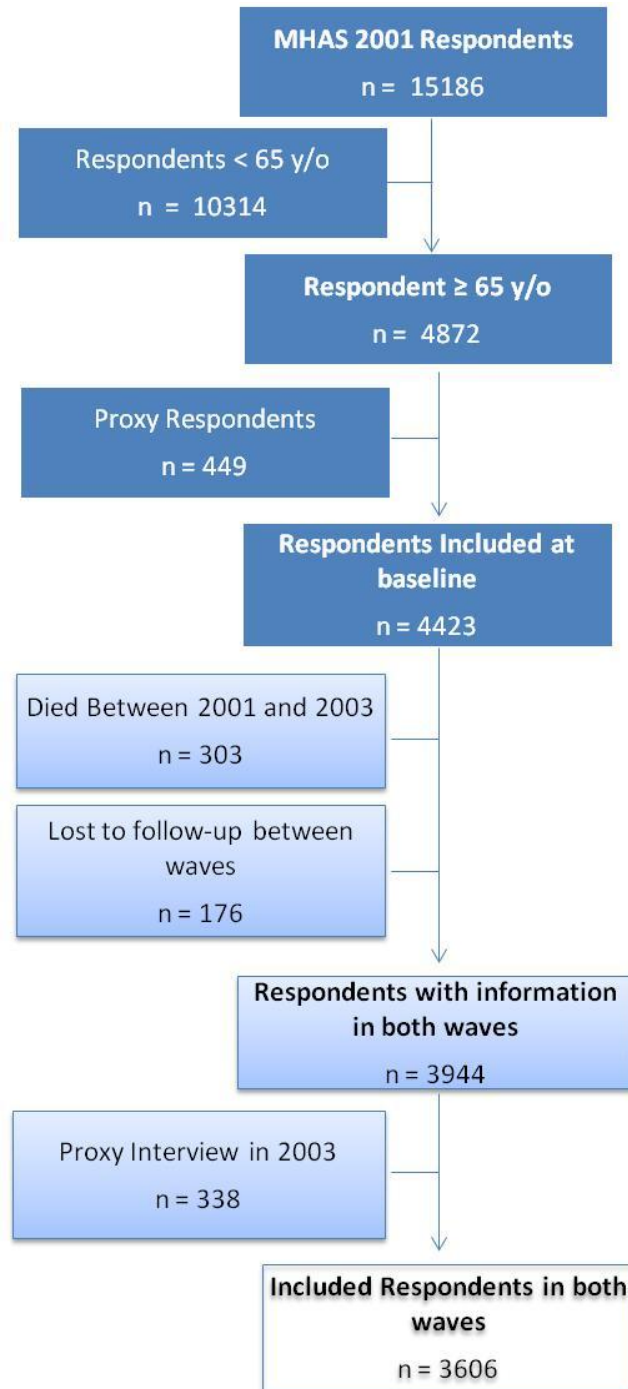 MHAS 2001 Respondents
n = 15186
Respondents < 65 y/o
n = 10314
Respondent ≥ 65 y/o
n = 4872
Proxy Respondents
n = 449
Respondents Included at
baseline
n = 4423
Died Between 2001 and 2003
n = 303
Lost to follow-up between
waves
n = 176
Respondents with information
in both waves
n = 3944
Proxy Interview in 2003
n = 338
Included Respondents in both
waves
n = 3606